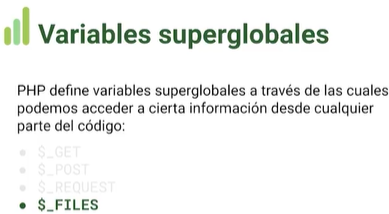 Variables superglobales
PHP define variables superglobales a través de las cuales
podemos acceder a cierta información desde cualquier
parte del código:
● $_GET
● $_POST
● $_REQUEST
● $_FILES